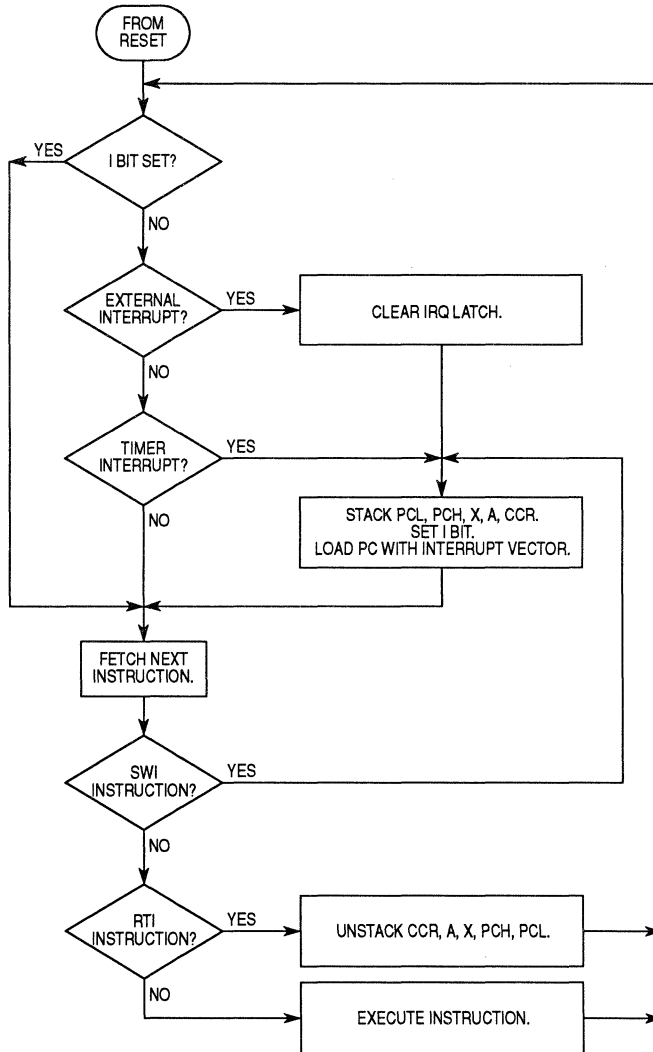 FROM
RESET
I BIT SET?
YES
NO
EXTERNAL
INTERRUPT?
YES
CLEAR IRQ LATCH.
NO
TIMER
INTERRUPT?
YES
NO
STACK PCL, PCH, X, A, CCR.
SET I BIT.
LOAD PC WITH INTERRUPT VECTOR.
FETCH NEXT
INSTRUCTION.
SWI
INSTRUCTION?
YES
NO
RTI
INSTRUCTION?
YES
UNSTACK CCR, A, X, PCH, PCL.
NO
EXECUTE INSTRUCTION.